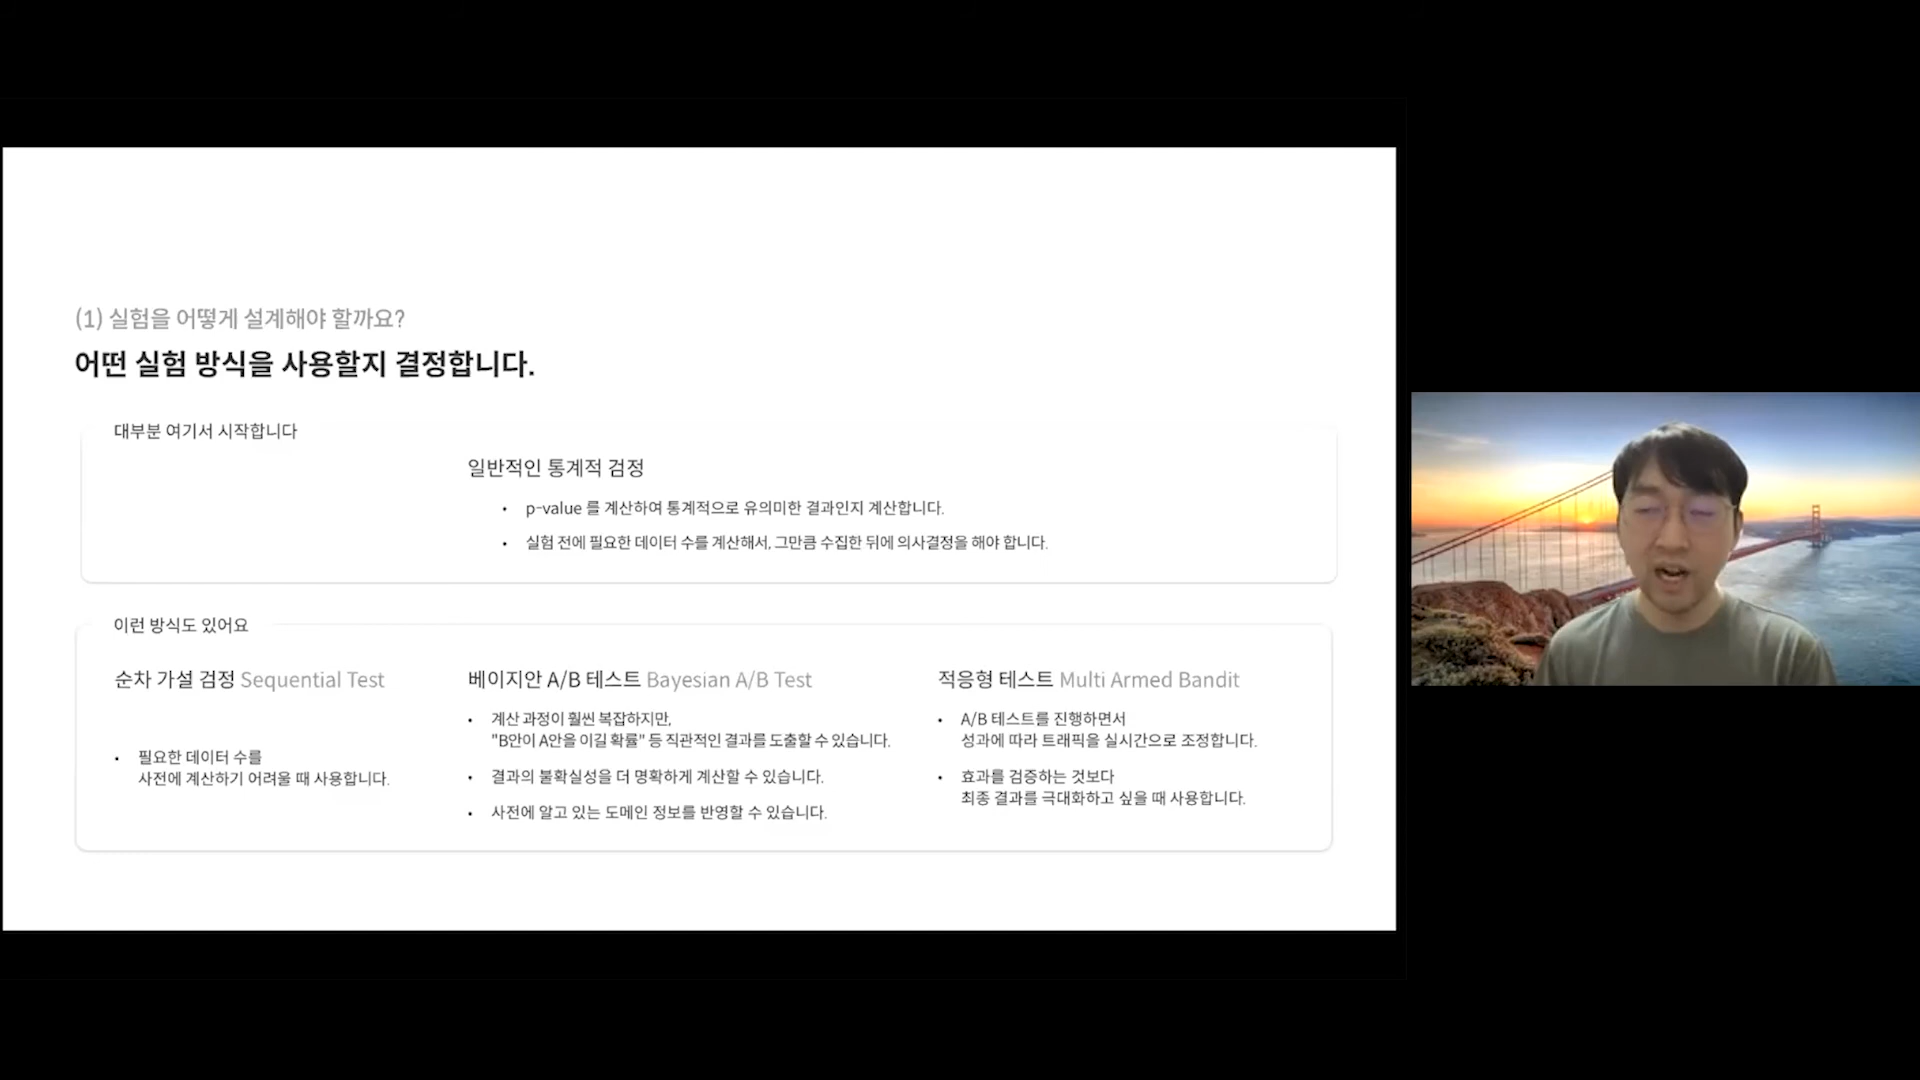 (1) 실험을 어떻게 설계해야 할까요?
어떤 실험 방식을 사용할지 결정합니다.
대부분 여기서 시작합니다
일반적인 통계적 검정
• p-value 를 계산하여 통계적으로 유의미한 결과인지 계산합니다.
• 실험 전에 필요한 데이터 수를 계산해서, 그만큼 수집한 뒤에 의사결정을 해야 합니다.
이런 방식도 있어요
순차 가설 검정 Sequential Test
• 필요한 데이터 수를
사전에 계산하기 어려울 때 사용합니다.
베이지안 A/B 테스트 Bayesian A/B Test
• 계산 과정이 훨씬 복잡하지만,
"B안이 A안을 이길 확률" 등 직관적인 결과를 도출할 수 있습니다.
• 결과의 불확실성을 더 명확하게 계산할 수 있습니다.
• 사전에 알고 있는 도메인 정보를 반영할 수 있습니다.
적응형 테스트 Multi Armed Bandit
• A/B 테스트를 진행하면서
성과에 따라 트래픽을 실시간으로 조정합니다.
• 효과를 검증하는 것보다
최종 결과를 극대화하고 싶을 때 사용합니다.